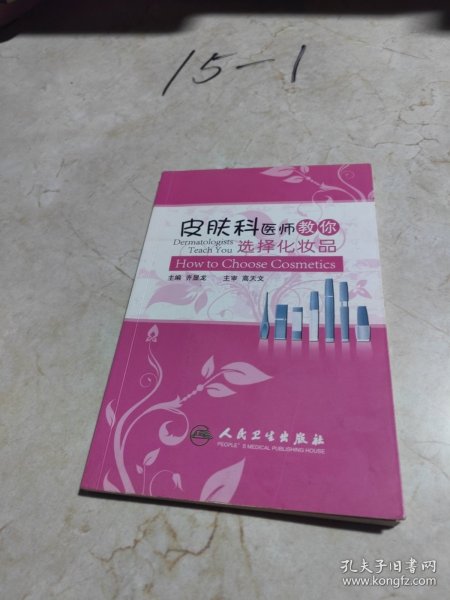 15-1
皮肤科医师教你
Dermatologists
Teach You
选择化妆品
How to Choose Cosmetics
主编 齐显龙 主审 高天文
人民卫生出版社
PEOPLE'S MEDICAL PUBLISHING HOUSE
孔夫子旧书网
www.kongfz.com